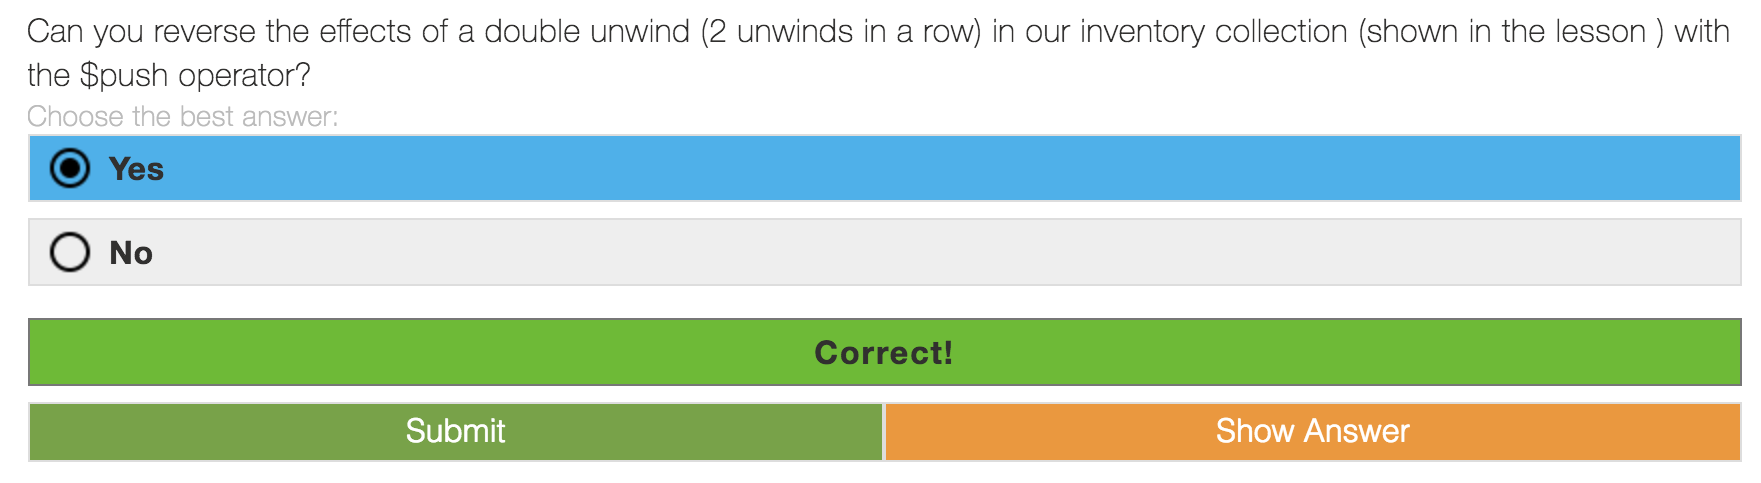 Can you reverse the effects of a double unwind (2 unwinds in a row) in our inventory collection (shown in the lesson ) with
the $push operator?
Choose the best answer:
Yes
No
Correct!
Submit
Show Answer